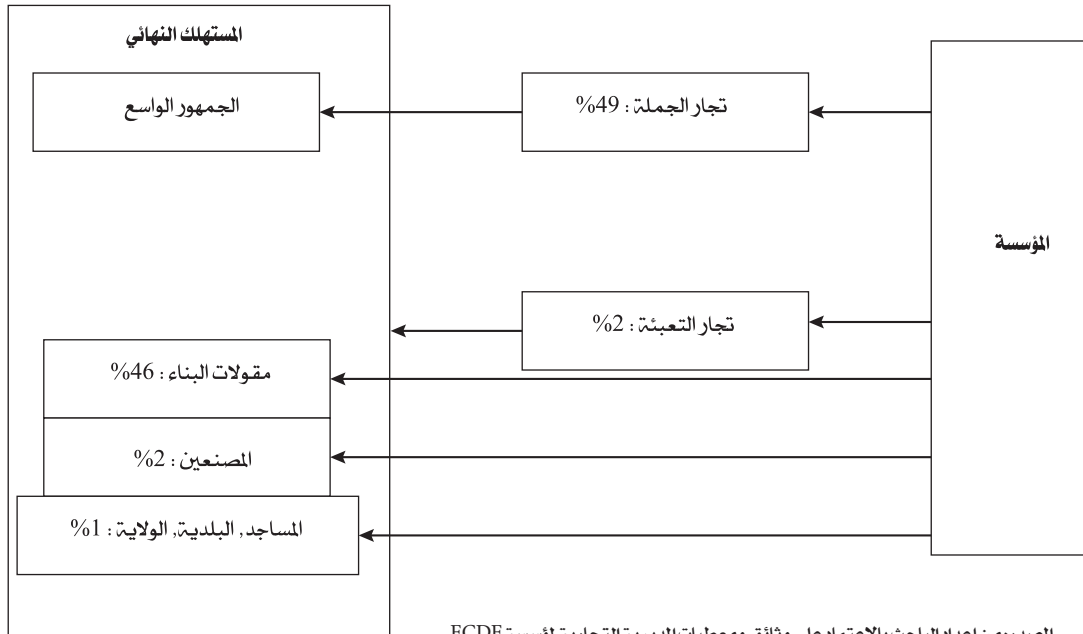 المستهلك النهائي
الجمهور الواسع
تجار الجملة : 49%
المؤسسة
تجار التعبئة : 2%
مقولات البناء : 46%
المصنعين : 2%
المساجد, البلدية, الولاية : 1%